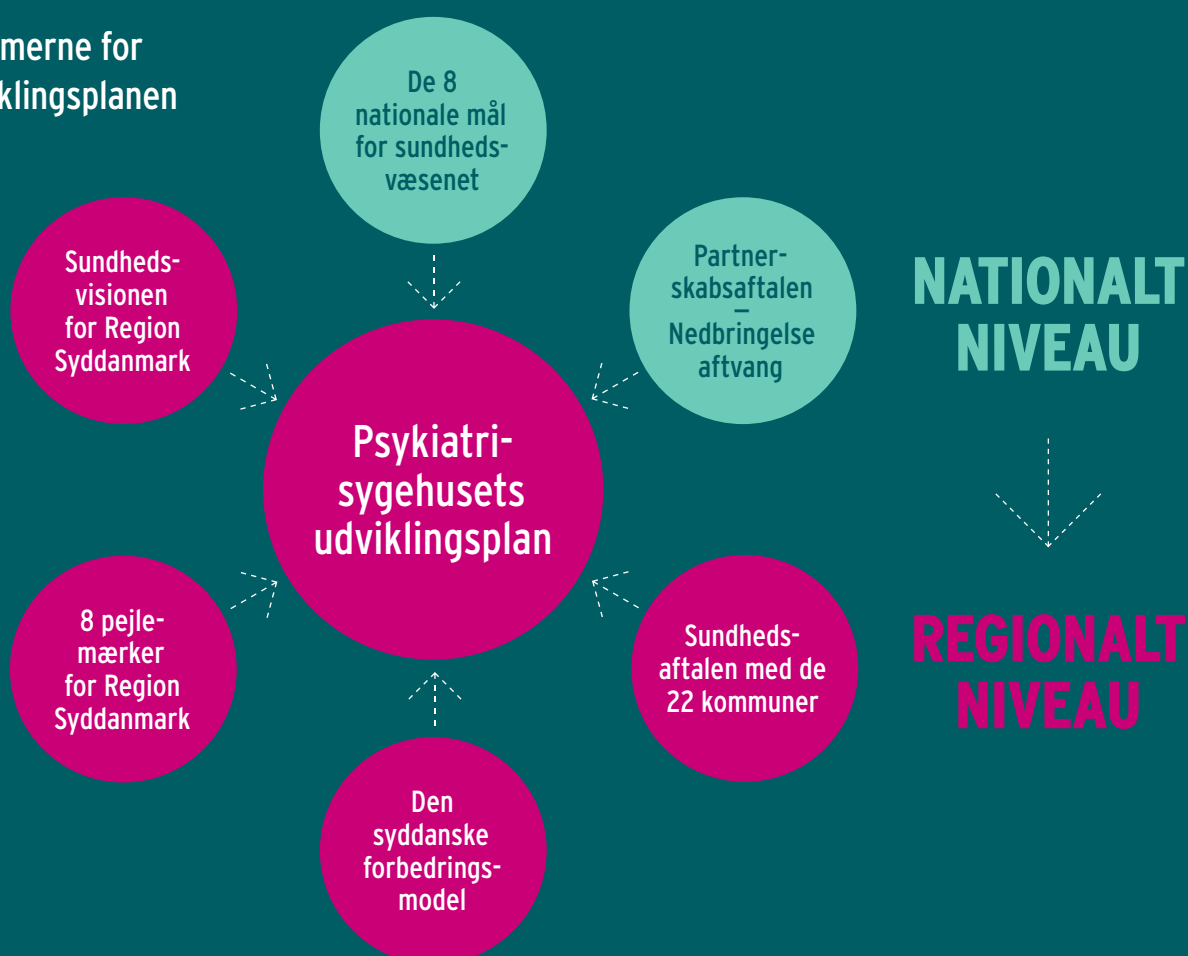 merne for
klingsplanen
De 8
nationale mål
for sundheds-
væsenet
Sundheds-
visionen
for Region
Syddanmark
Partner-
skabsaftalen
–
Nedbringelse
aftvang
NATIONALT
NIVEAU
Psykiatri-
sygehusets
udviklingsplan
8 pejle-
mærker
for Region
Syddanmark
Sundheds-
aftalen med de
22 kommuner
REGIONALT
NIVEAU
Den
syddanske
forbedrings-
model